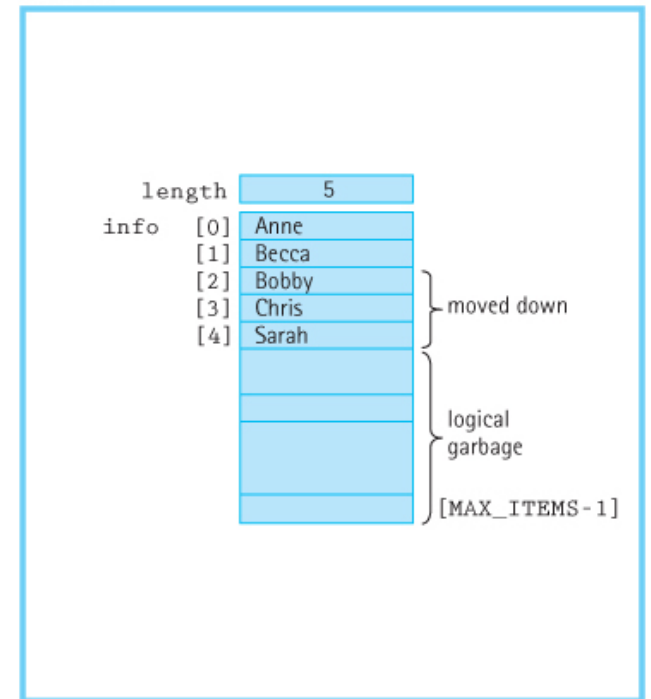 length 5
info [0] Anne
[1] Becca
[2] Bobby
[3] Chris
moved down
[4] Sarah
logical
garbage
[MAX_ITEMS-1]